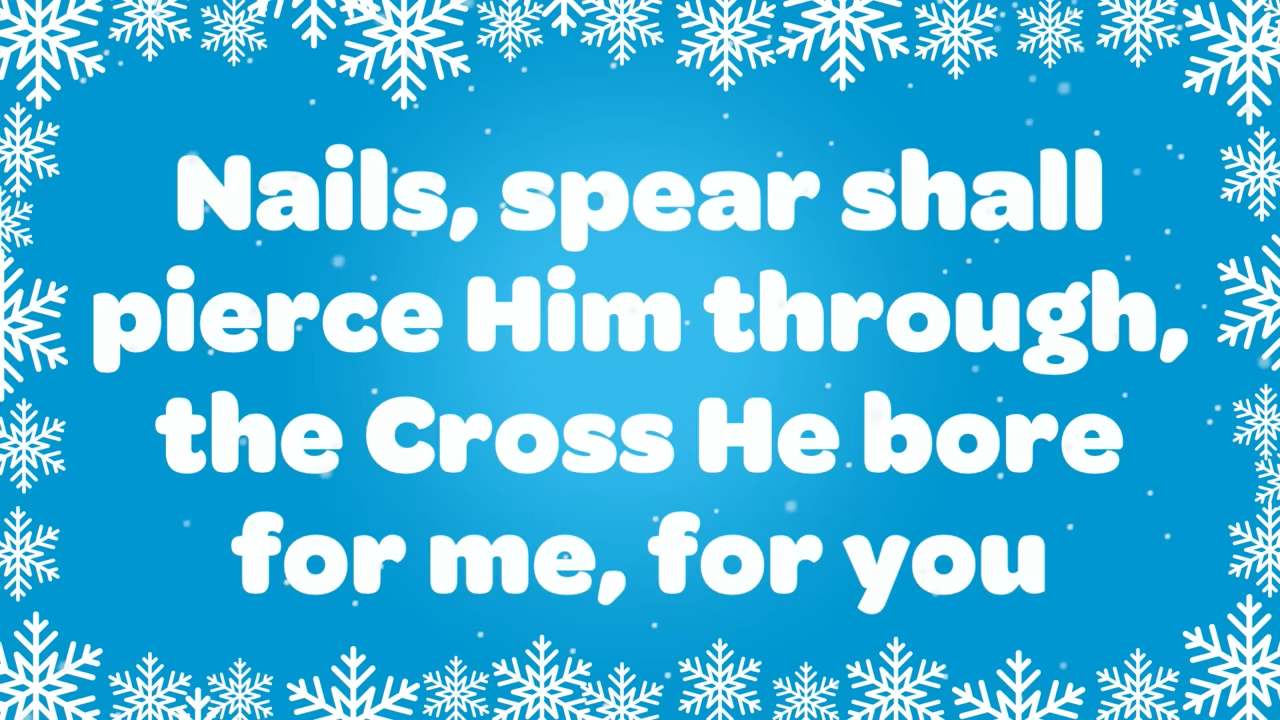 Nails, spear shall
pierce Him through,
the Cross He bore
for me, for you